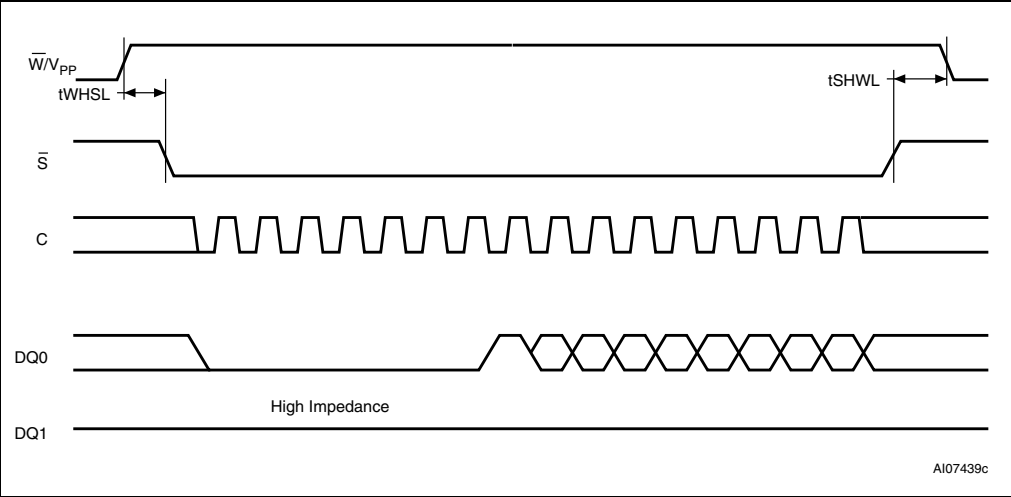 W̅/VPP
tWHSL
tSHWL
S̅
C
DQ0
High Impedance
DQ1
AI07439c